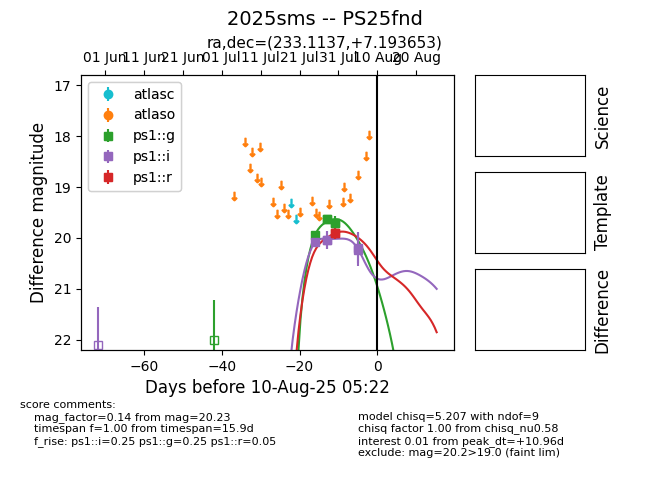 2025sms -- PS25fnd
ra,dec=(233.1137,+7.193653)
01 Jun 11 Jun 21 Jun 01 Jul 11 Jul 21 Jul 31 Jul 10 Aug 20 Aug
atlasc
atlaso
ps1::g
ps1::i
ps1::r
17
18
19
20
21
22
Difference magnitude
−60 −40 −20 0
Days before 10-Aug-25 05:22
Science
Template
Difference
score comments:
mag_factor=0.14 from mag=20.23
timespan f=1.00 from timespan=15.9d
f_rise: ps1::i=0.25 ps1::g=0.25 ps1::r=0.05
model chisq=5.207 with ndof=9
chisq factor 1.00 from chisq_nu0.58
interest 0.01 from peak_dt=+10.96d
exclude: mag=20.2>19.0 (faint lim)